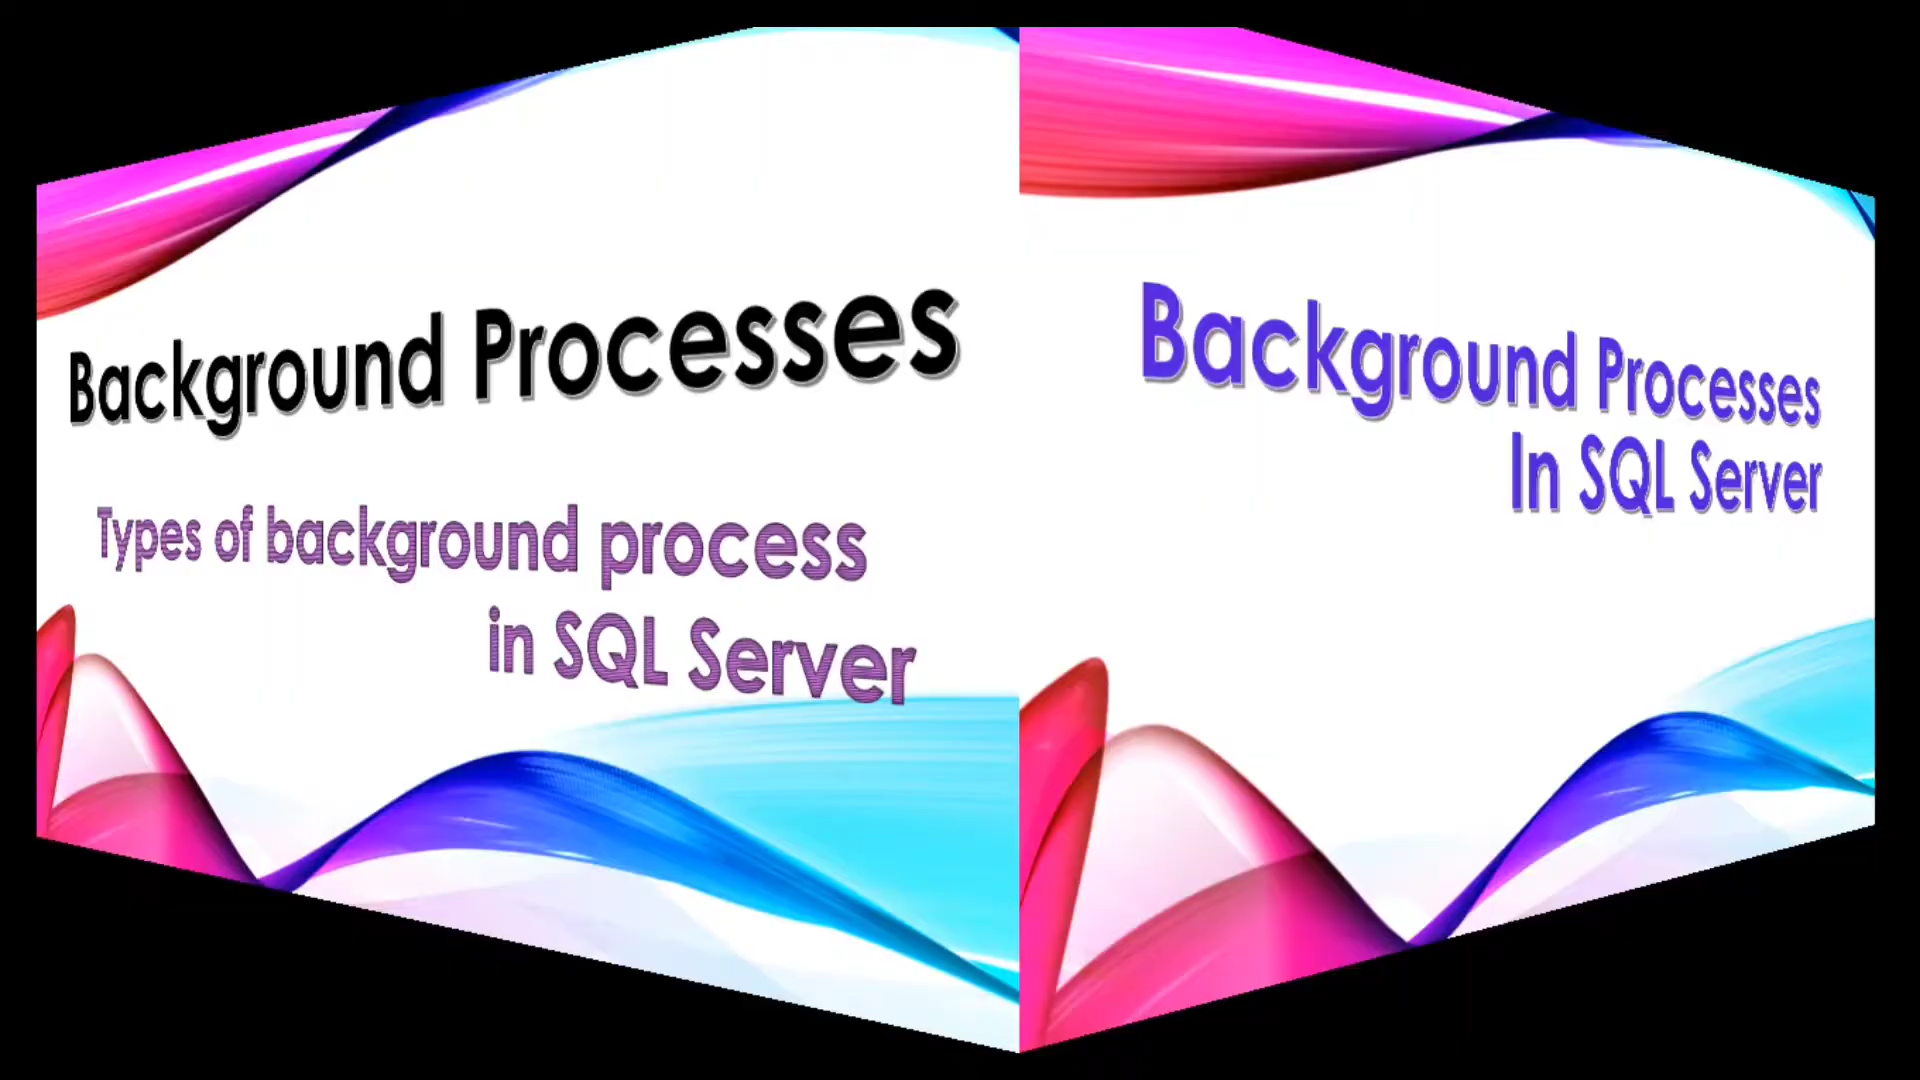 Background Processes
Types of background process
in SQL Server
Background Processes
In SQL Server